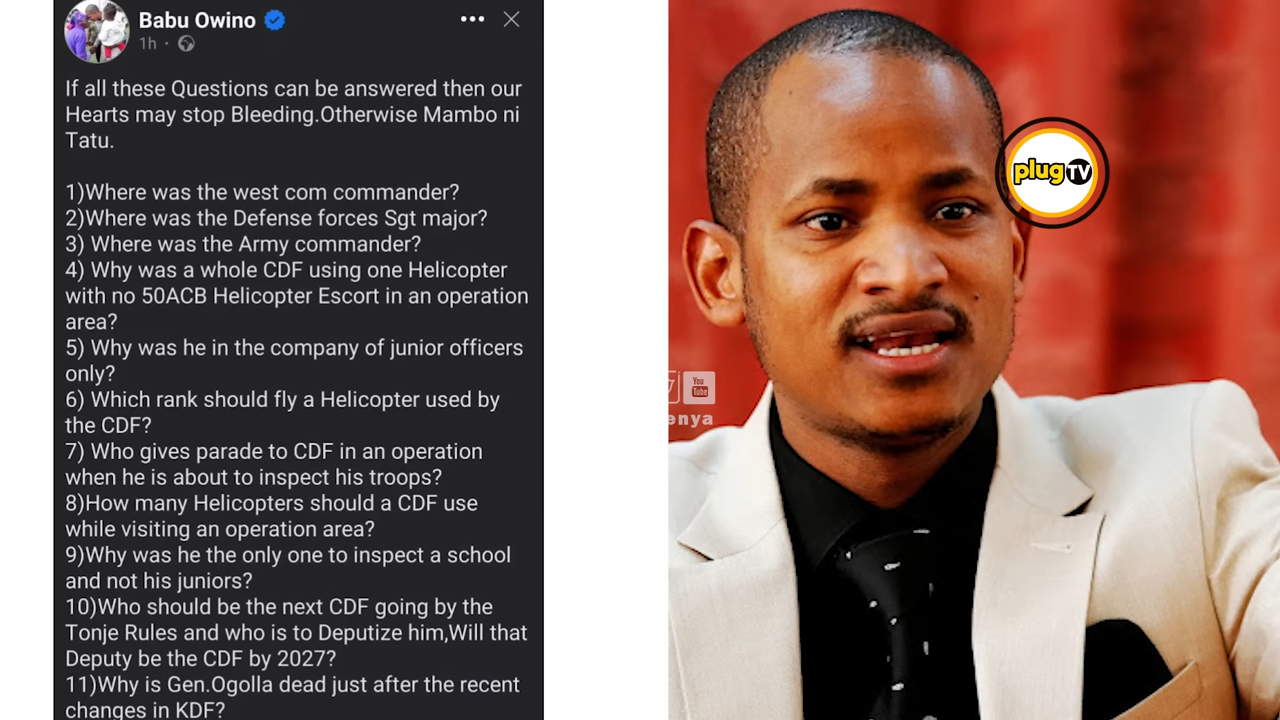 Babu Owino
1h
If all these Questions can be answered then our
Hearts may stop Bleeding.Otherwise Mambo ni
Tatu.
1)Where was the west com commander?
2)Where was the Defense forces Sgt major?
3) Where was the Army commander?
4) Why was a whole CDF using one Helicopter
with no 50ACB Helicopter Escort in an operation
area?
5) Why was he in the company of junior officers
only?
6) Which rank should fly a Helicopter used by
the CDF?
7) Who gives parade to CDF in an operation
when he is about to inspect his troops?
8)How many Helicopters should a CDF use
while visiting an operation area?
9)Why was he the only one to inspect a school
and not his juniors?
10)Who should be the next CDF going by the
Tonje Rules and who is to Deputize him,Will that
Deputy be the CDF by 2027?
11)Why is Gen.Ogolla dead just after the recent
changes in KDF?
plug TV
You
Tube
enya